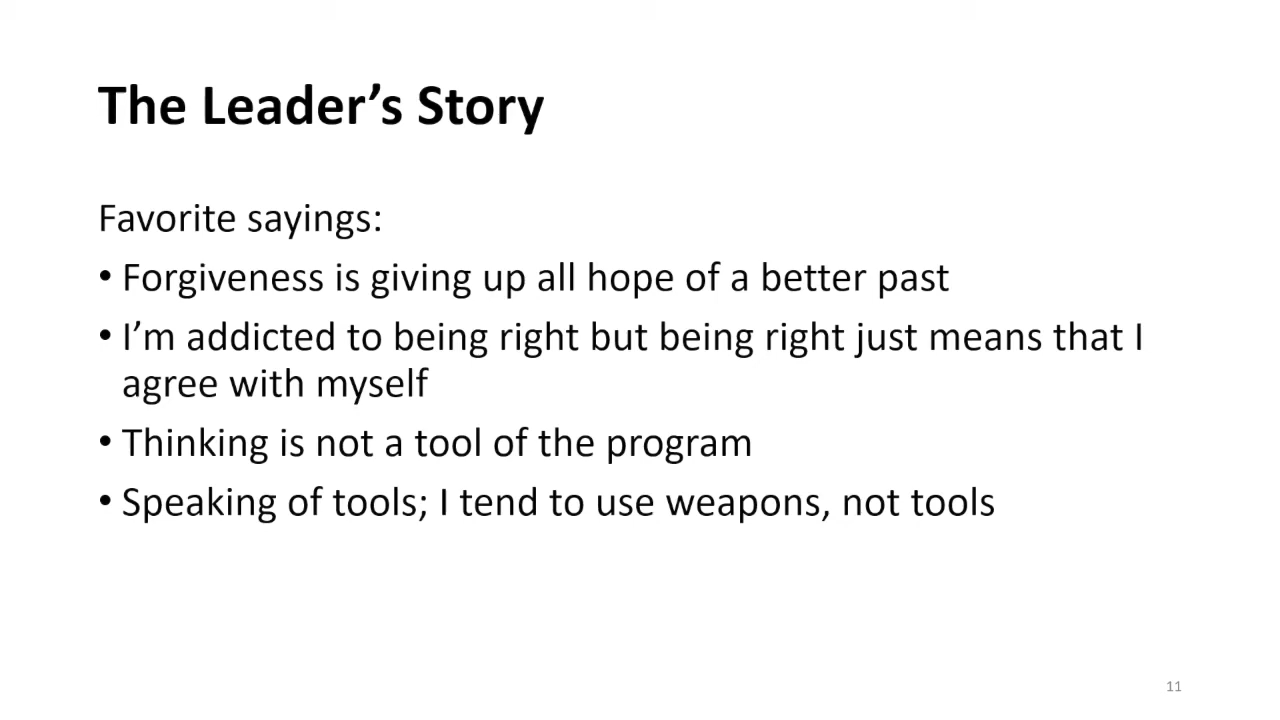 The Leader’s Story
Favorite sayings:
• Forgiveness is giving up all hope of a better past
• I’m addicted to being right but being right just means that I
agree with myself
• Thinking is not a tool of the program
• Speaking of tools; I tend to use weapons, not tools
11